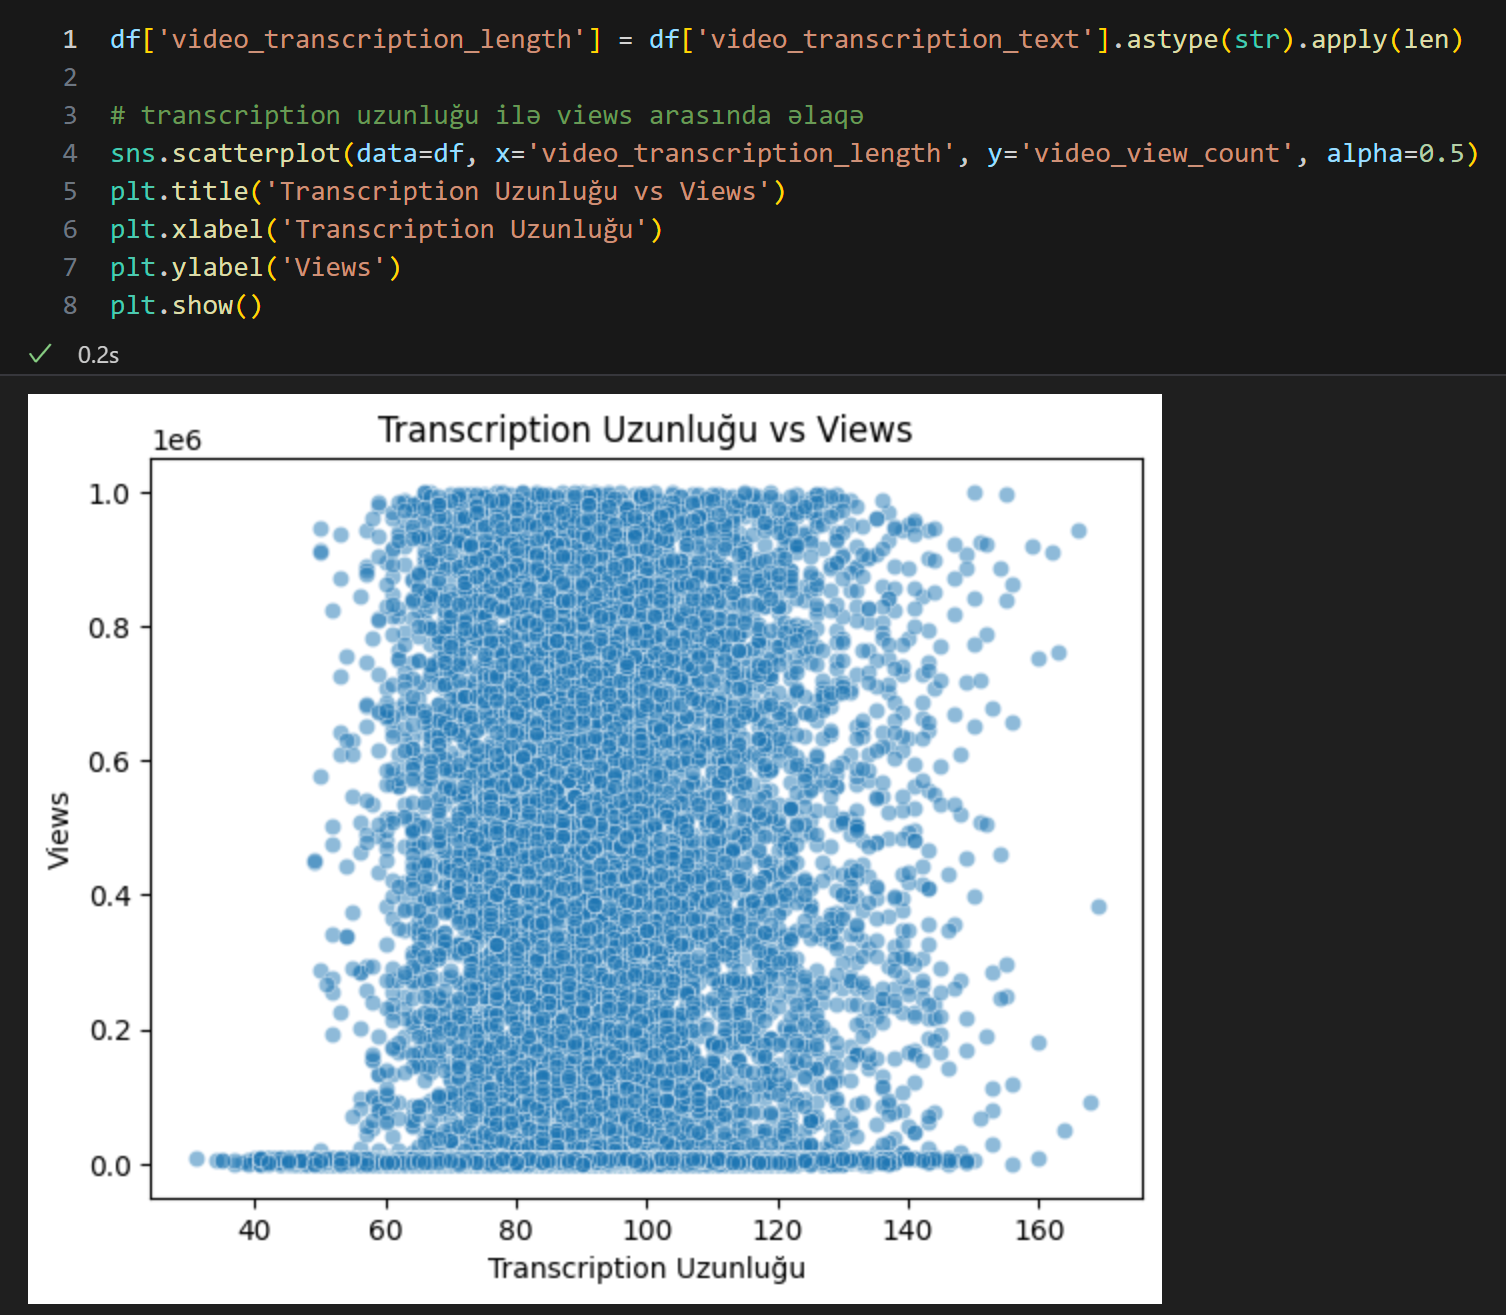 1 df['video_transcription_length'] = df['video_transcription_text'].astype(str).apply(len)
2
3 # transcription uzunluğu ilə views arasında əlaqə
4 sns.scatterplot(data=df, x='video_transcription_length', y='video_view_count', alpha=0.5)
5 plt.title('Transcription Uzunluğu vs Views')
6 plt.xlabel('Transcription Uzunluğu')
7 plt.ylabel('Views')
8 plt.show()
0.2s
Transcription Uzunluğu vs Views
1e6
1.0
0.8
0.6
0.4
0.2
0.0
Views
40 60 80 100 120 140 160
Transcription Uzunluğu